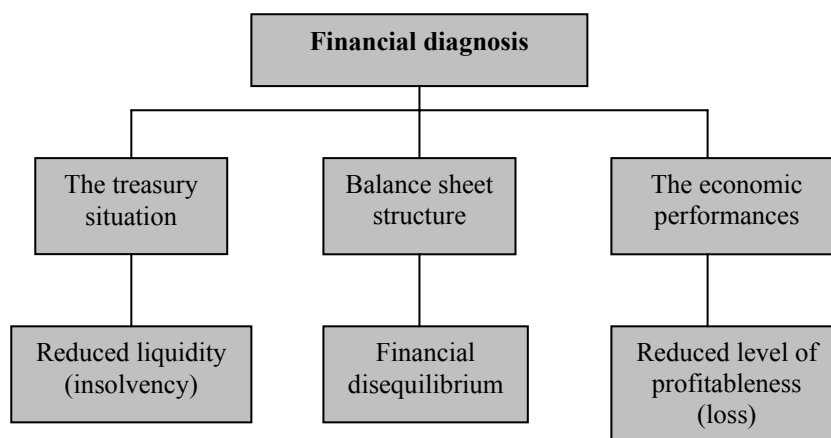 Financial diagnosis
The treasury
situation
Balance sheet
structure
The economic
performances
Reduced liquidity
(insolvency)
Financial
disequilibrium
Reduced level of
profitableness
(loss)